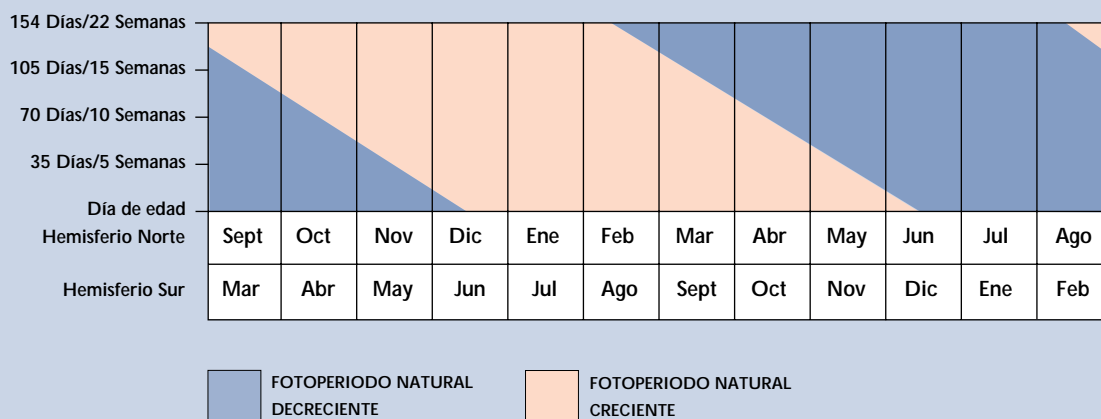 154 Días/22 Semanas
105 Días/15 Semanas
70 Días/10 Semanas
35 Días/5 Semanas
Día de edad
Hemisferio Norte Sept Oct Nov Dic Ene Feb Mar Abr May Jun Jul Ago
Hemisferio Sur Mar Abr May Jun Jul Ago Sept Oct Nov Dic Ene Feb
FOTOPERIODO NATURAL
DECRECIENTE
FOTOPERIODO NATURAL
CRECIENTE